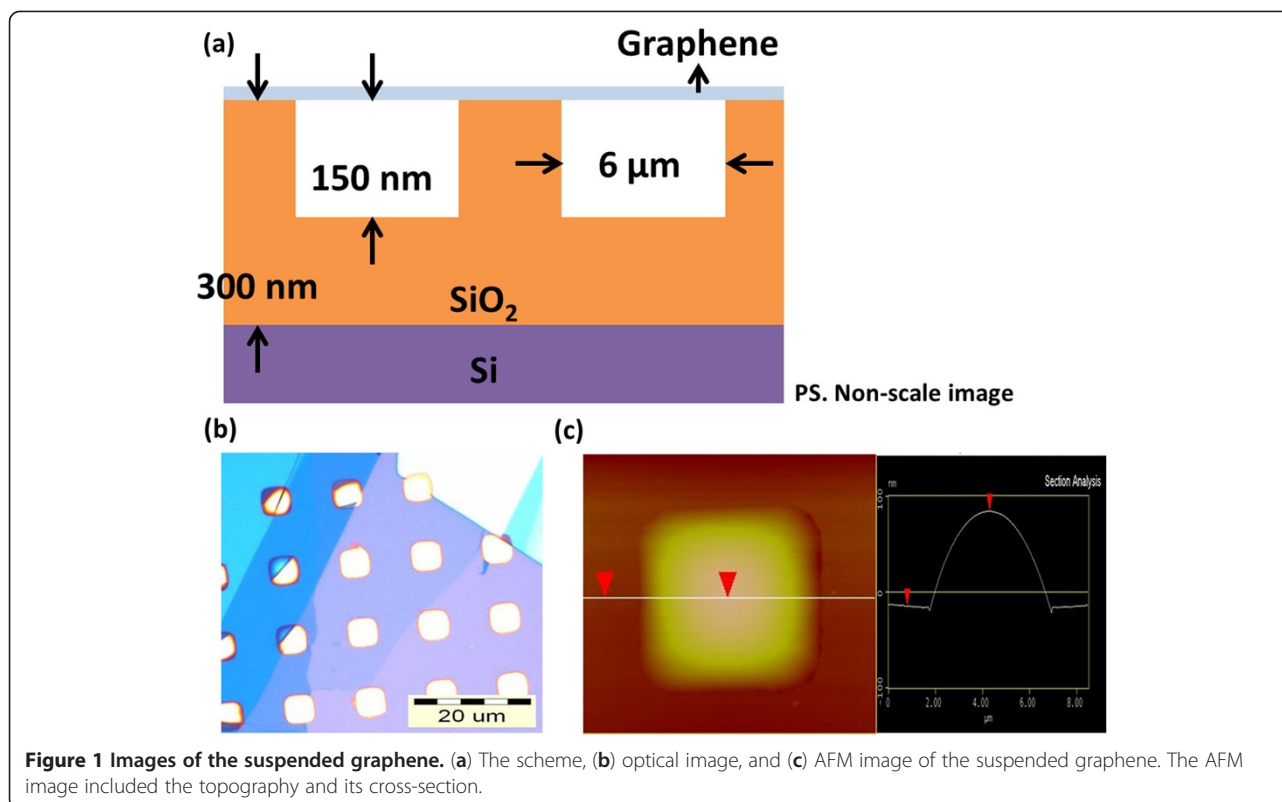 (a)
Graphene
150 nm
6 μm
300 nm
SiO₂
Si
PS. Non-scale image
(b)
20 um
(c)
Section Analysis
nm
100
0
-100
0
2.00
4.00
6.00
8.00
μm
Figure 1 Images of the suspended graphene. (a) The scheme, (b) optical image, and (c) AFM image of the suspended graphene. The AFM
image included the topography and its cross-section.